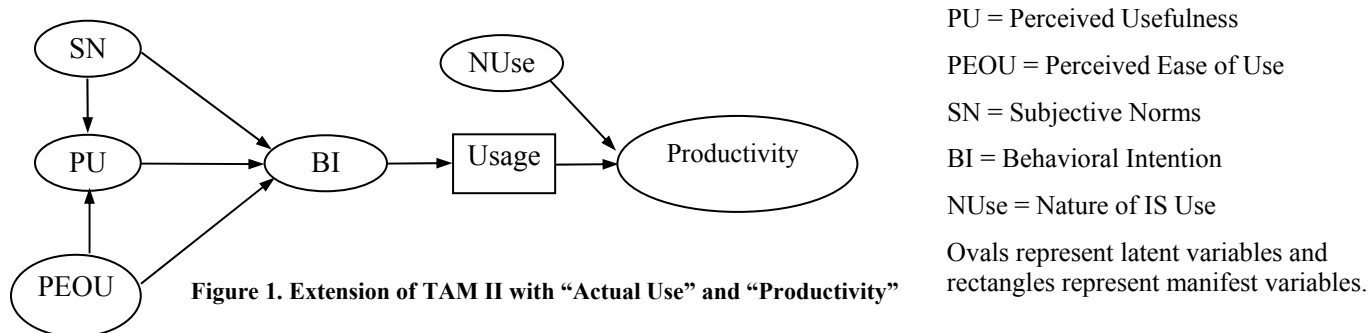 SN
NUse
PU
BI
Usage
Productivity
PEOU
Figure 1. Extension of TAM II with “Actual Use” and “Productivity”
PU = Perceived Usefulness
PEOU = Perceived Ease of Use
SN = Subjective Norms
BI = Behavioral Intention
NUse = Nature of IS Use
Ovals represent latent variables and
rectangles represent manifest variables.